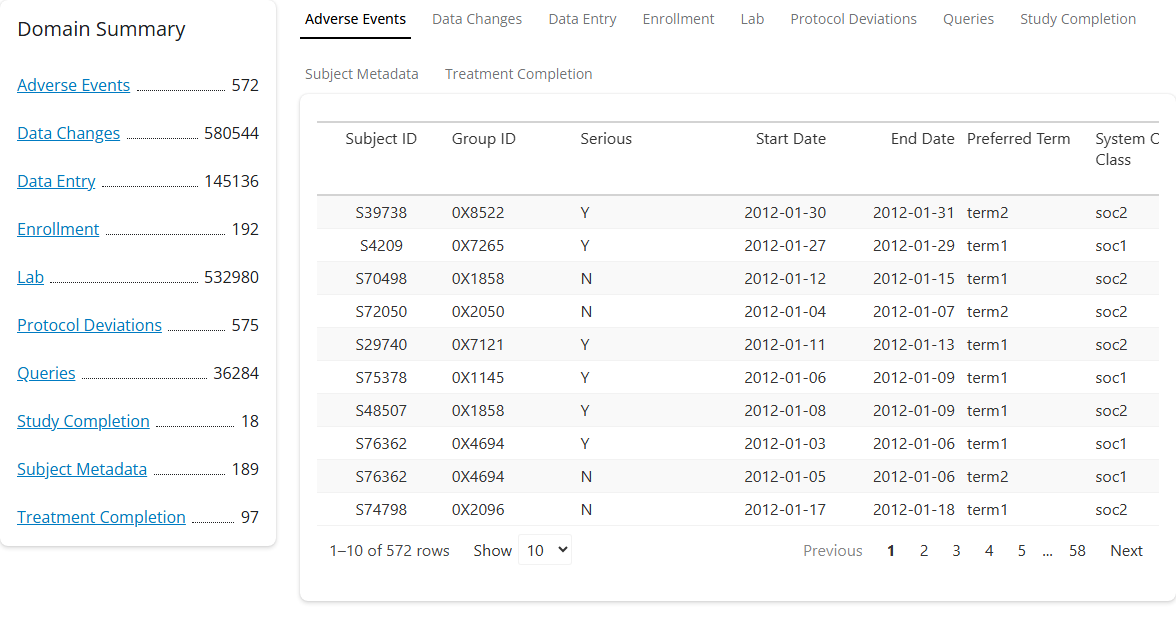 Domain Summary
Adverse Events 572
Data Changes 580544
Data Entry 145136
Enrollment 192
Lab 532980
Protocol Deviations 575
Queries 36284
Study Completion 18
Subject Metadata 189
Treatment Completion 97
Adverse Events Data Changes Data Entry Enrollment Lab Protocol Deviations Queries Study Completion
Subject Metadata Treatment Completion
Subject ID Group ID Serious Start Date End Date Preferred Term System C
Class
S39738 0X8522 Y 2012-01-30 2012-01-31 term2 soc2
S4209 0X7265 Y 2012-01-27 2012-01-29 term1 soc1
S70498 0X1858 N 2012-01-12 2012-01-15 term1 soc2
S72050 0X2050 N 2012-01-04 2012-01-07 term2 soc2
S29740 0X7121 Y 2012-01-11 2012-01-13 term1 soc2
S75378 0X1145 Y 2012-01-06 2012-01-09 term1 soc1
S48507 0X1858 Y 2012-01-08 2012-01-09 term1 soc2
S76362 0X4694 Y 2012-01-03 2012-01-06 term1 soc1
S76362 0X4694 N 2012-01-05 2012-01-06 term2 soc1
S74798 0X2096 N 2012-01-17 2012-01-18 term1 soc2
1–10 of 572 rows Show 10 Previous 1 2 3 4 5 ... 58 Next